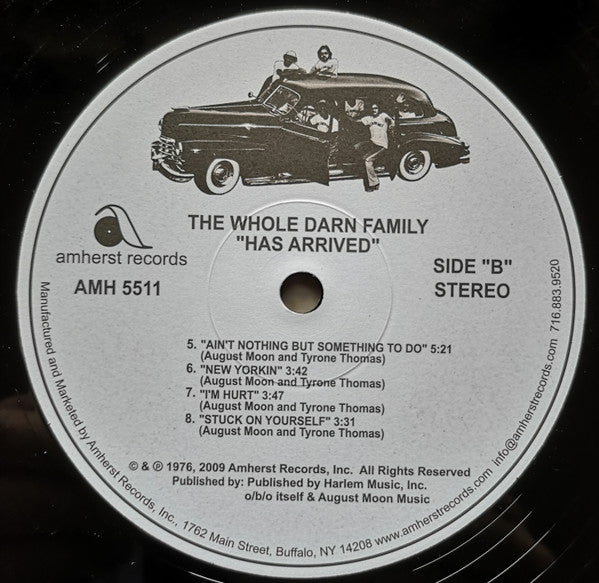 THE WHOLE DARN FAMILY
"HAS ARRIVED"
amherst records
AMH 5511
SIDE "B"
STEREO
5. "AIN'T NOTHING BUT SOMETHING TO DO" 5:21
(August Moon and Tyrone Thomas)
6. "NEW YORKIN" 3:42
(August Moon and Tyrone Thomas)
7. "I'M HURT" 3:47
(August Moon and Tyrone Thomas)
8. "STUCK ON YOURSELF" 3:31
(August Moon and Tyrone Thomas)
© & ℗ 1976, 2009 Amherst Records, Inc. All Rights Reserved
Published by: Published by Harlem Music, Inc.
o/b/o itself & August Moon Music
Manufactured and Marketed by Amherst Records, Inc., 1762 Main Street, Buffalo, NY 14208 www.amherstrecords.com info@amherstrecords.com 716.883.9520